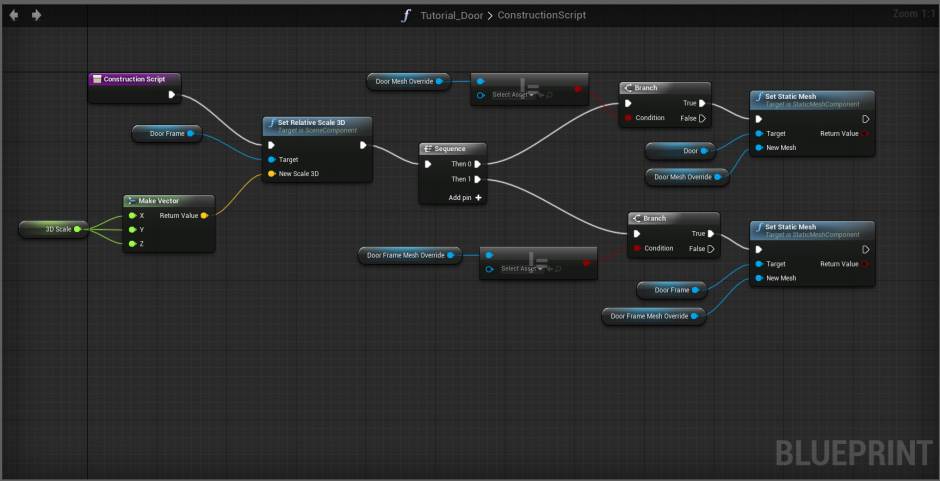 Tutorial_Door > ConstructionScript
Zoom 1:1
Construction Script
Door Frame
Set Relative Scale 3D
Target is SomeComponent
Target
New Scale 3D
Make Vector
X
Return Value
Y
Z
3D Scale
Sequence
Then 0
Then 1
Add pin
Door Mesh Override
!=
Select Asset
Branch
True
Condition
False
Set Static Mesh
Target is StaticMeshComponent
Target
Return Value
New Mesh
Door
Door Mesh Override
Door Frame Mesh Override
!=
Select Asset
Branch
True
Condition
False
Set Static Mesh
Target is StaticMeshComponent
Target
Return Value
New Mesh
Door Frame
Door Frame Mesh Override
BLUEPRINT